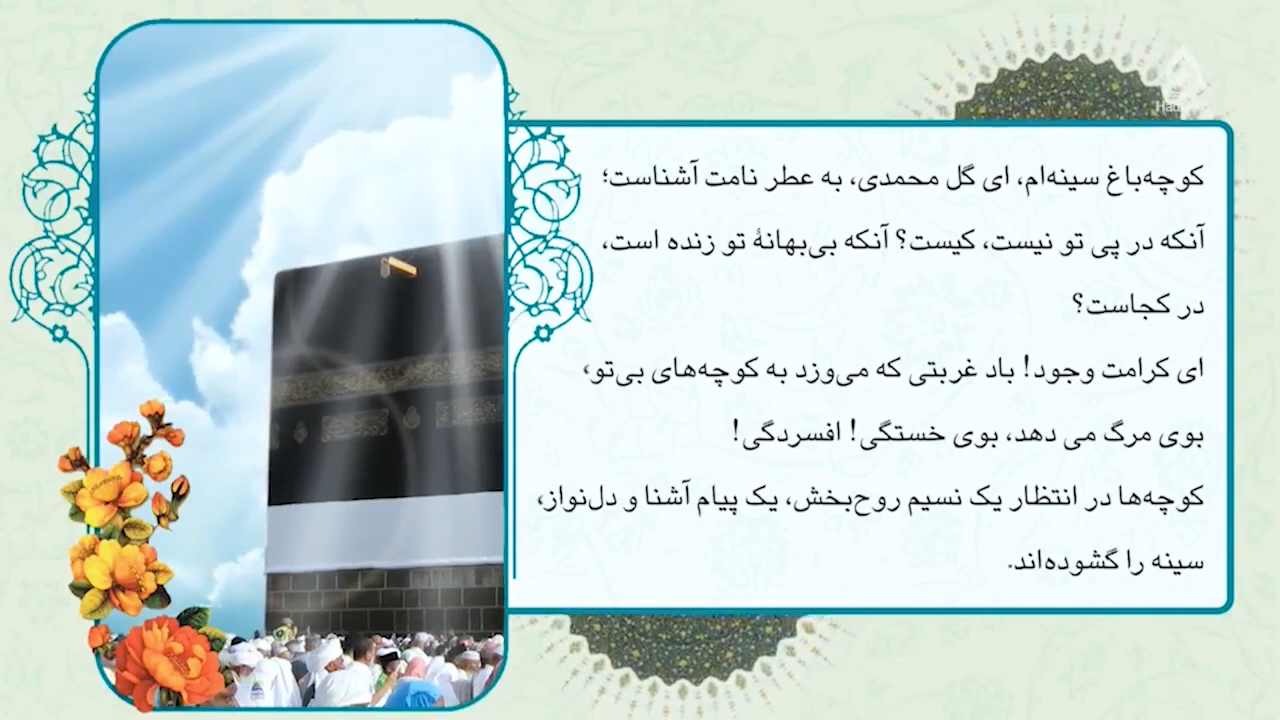 کوچه‌باغ سینه‌ام، ای گل محمدی، به عطر نامت آشناست؛
آنکه در پی تو نیست، کیست؟ آنکه بی‌بهانهٔ تو زنده است،
در کجاست؟
ای کرامت وجود! باد غربتی که می‌وزد به کوچه‌های بی‌تو،
بوی مرگ می دهد، بوی خستگی! افسردگی!
کوچه‌ها در انتظار یک نسیم روح‌بخش، یک پیام آشنا و دل‌نواز،
سینه را گشوده‌اند.